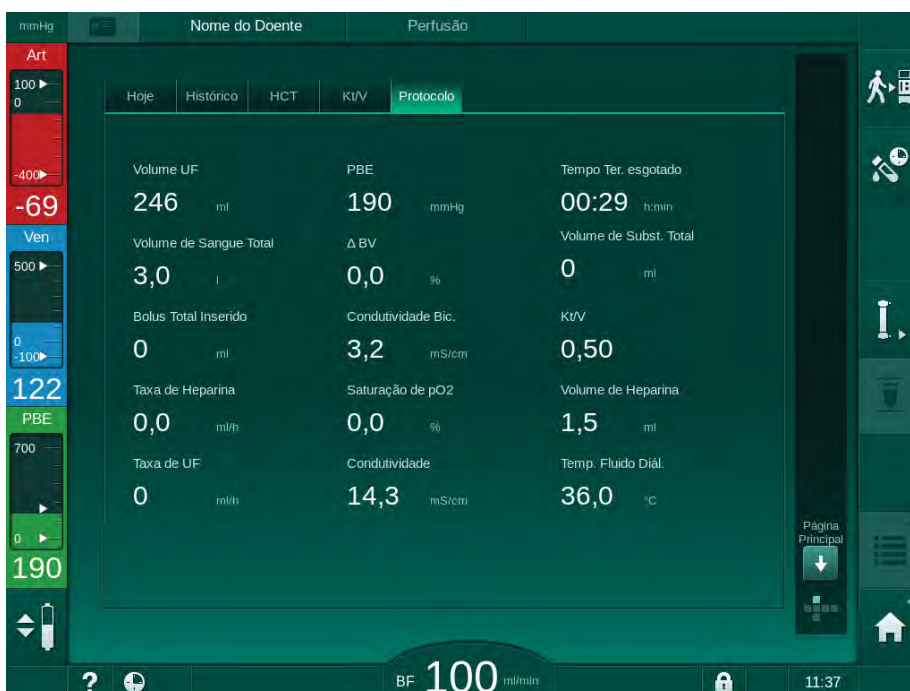 mmHg Nome do Doente Perfusão
Art
100
0
-400
-69
Ven
500
0
-100
122
PBE
700
0
190
Hoje Histórico HCT Kt/V Protocolo
Volume UF PBE Tempo Ter. esgotado
246 ml 190 mmHg 00:29 h:min
Volume de Sangue Total Δ BV Volume de Subst. Total
3,0 l 0,0 % 0 ml
Bolus Total Inserido Condutividade Bic. Kt/V
0 ml 3,2 mS/cm 0,50
Taxa de Heparina Saturação de pO2 Volume de Heparina
0,0 ml/h 0,0 % 1,5 ml
Taxa de UF Condutividade Temp. Fluido Diál.
0 ml/h 14,3 mS/cm 36,0 °C
Página
Principal
? BF 100 ml/min 11:37